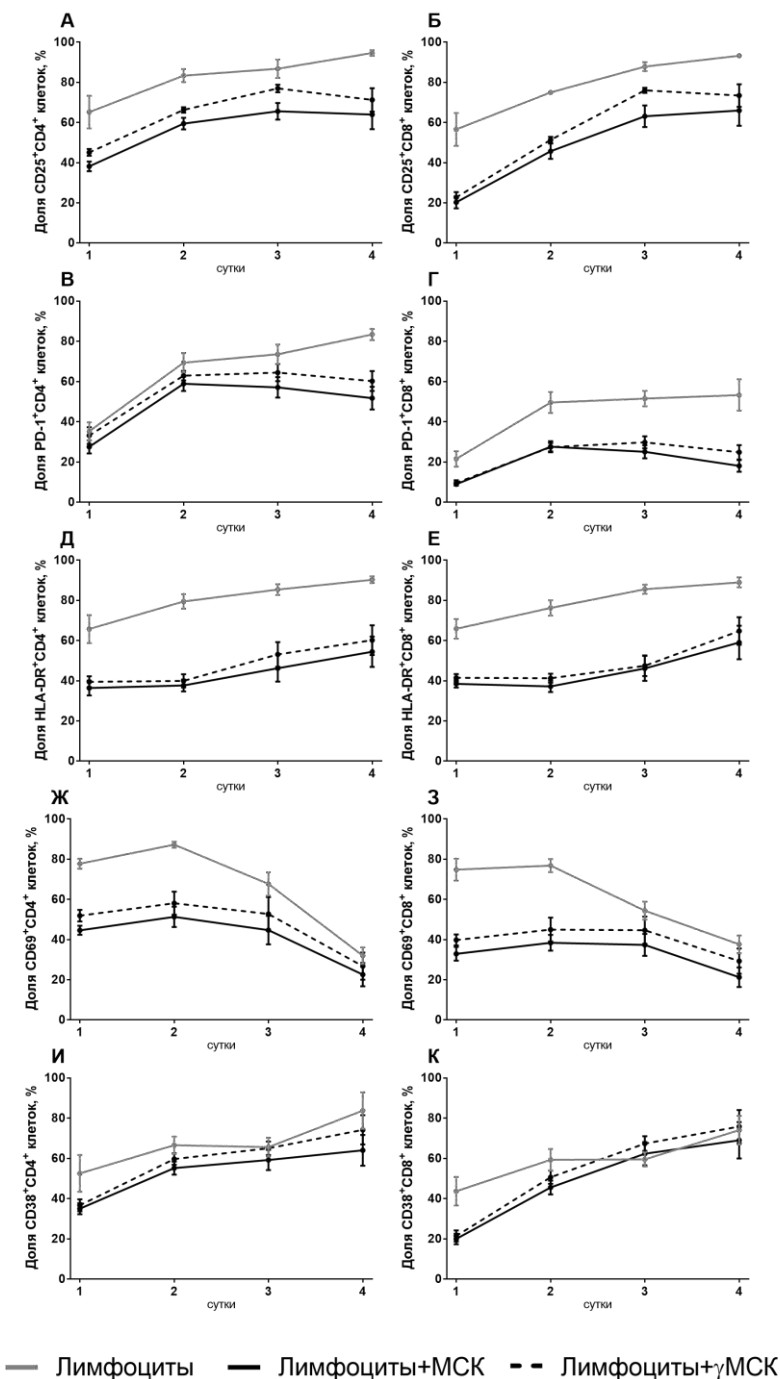 А
Доля CD25⁺CD4⁺ клеток, %
100
80
60
40
20
0
1 2 3 4
сутки
Б
Доля CD25⁺CD8⁺ клеток, %
100
80
60
40
20
0
1 2 3 4
сутки
В
Доля PD-1⁺CD4⁺ клеток, %
100
80
60
40
20
0
1 2 3 4
сутки
Г
Доля PD-1⁺CD8⁺ клеток, %
100
80
60
40
20
0
1 2 3 4
сутки
Д
Доля HLA-DR⁺CD4⁺ клеток, %
100
80
60
40
20
0
1 2 3 4
сутки
Е
Доля HLA-DR⁺CD8⁺ клеток, %
100
80
60
40
20
0
1 2 3 4
сутки
Ж
Доля CD69⁺CD4⁺ клеток, %
100
80
60
40
20
0
1 2 3 4
сутки
З
Доля CD69⁺CD8⁺ клеток, %
100
80
60
40
20
0
1 2 3 4
сутки
И
Доля CD38⁺CD4⁺ клеток, %
100
80
60
40
20
0
1 2 3 4
сутки
К
Доля CD38⁺CD8⁺ клеток, %
100
80
60
40
20
0
1 2 3 4
сутки
Лимфоциты Лимфоциты+МСК Лимфоциты+γМСК